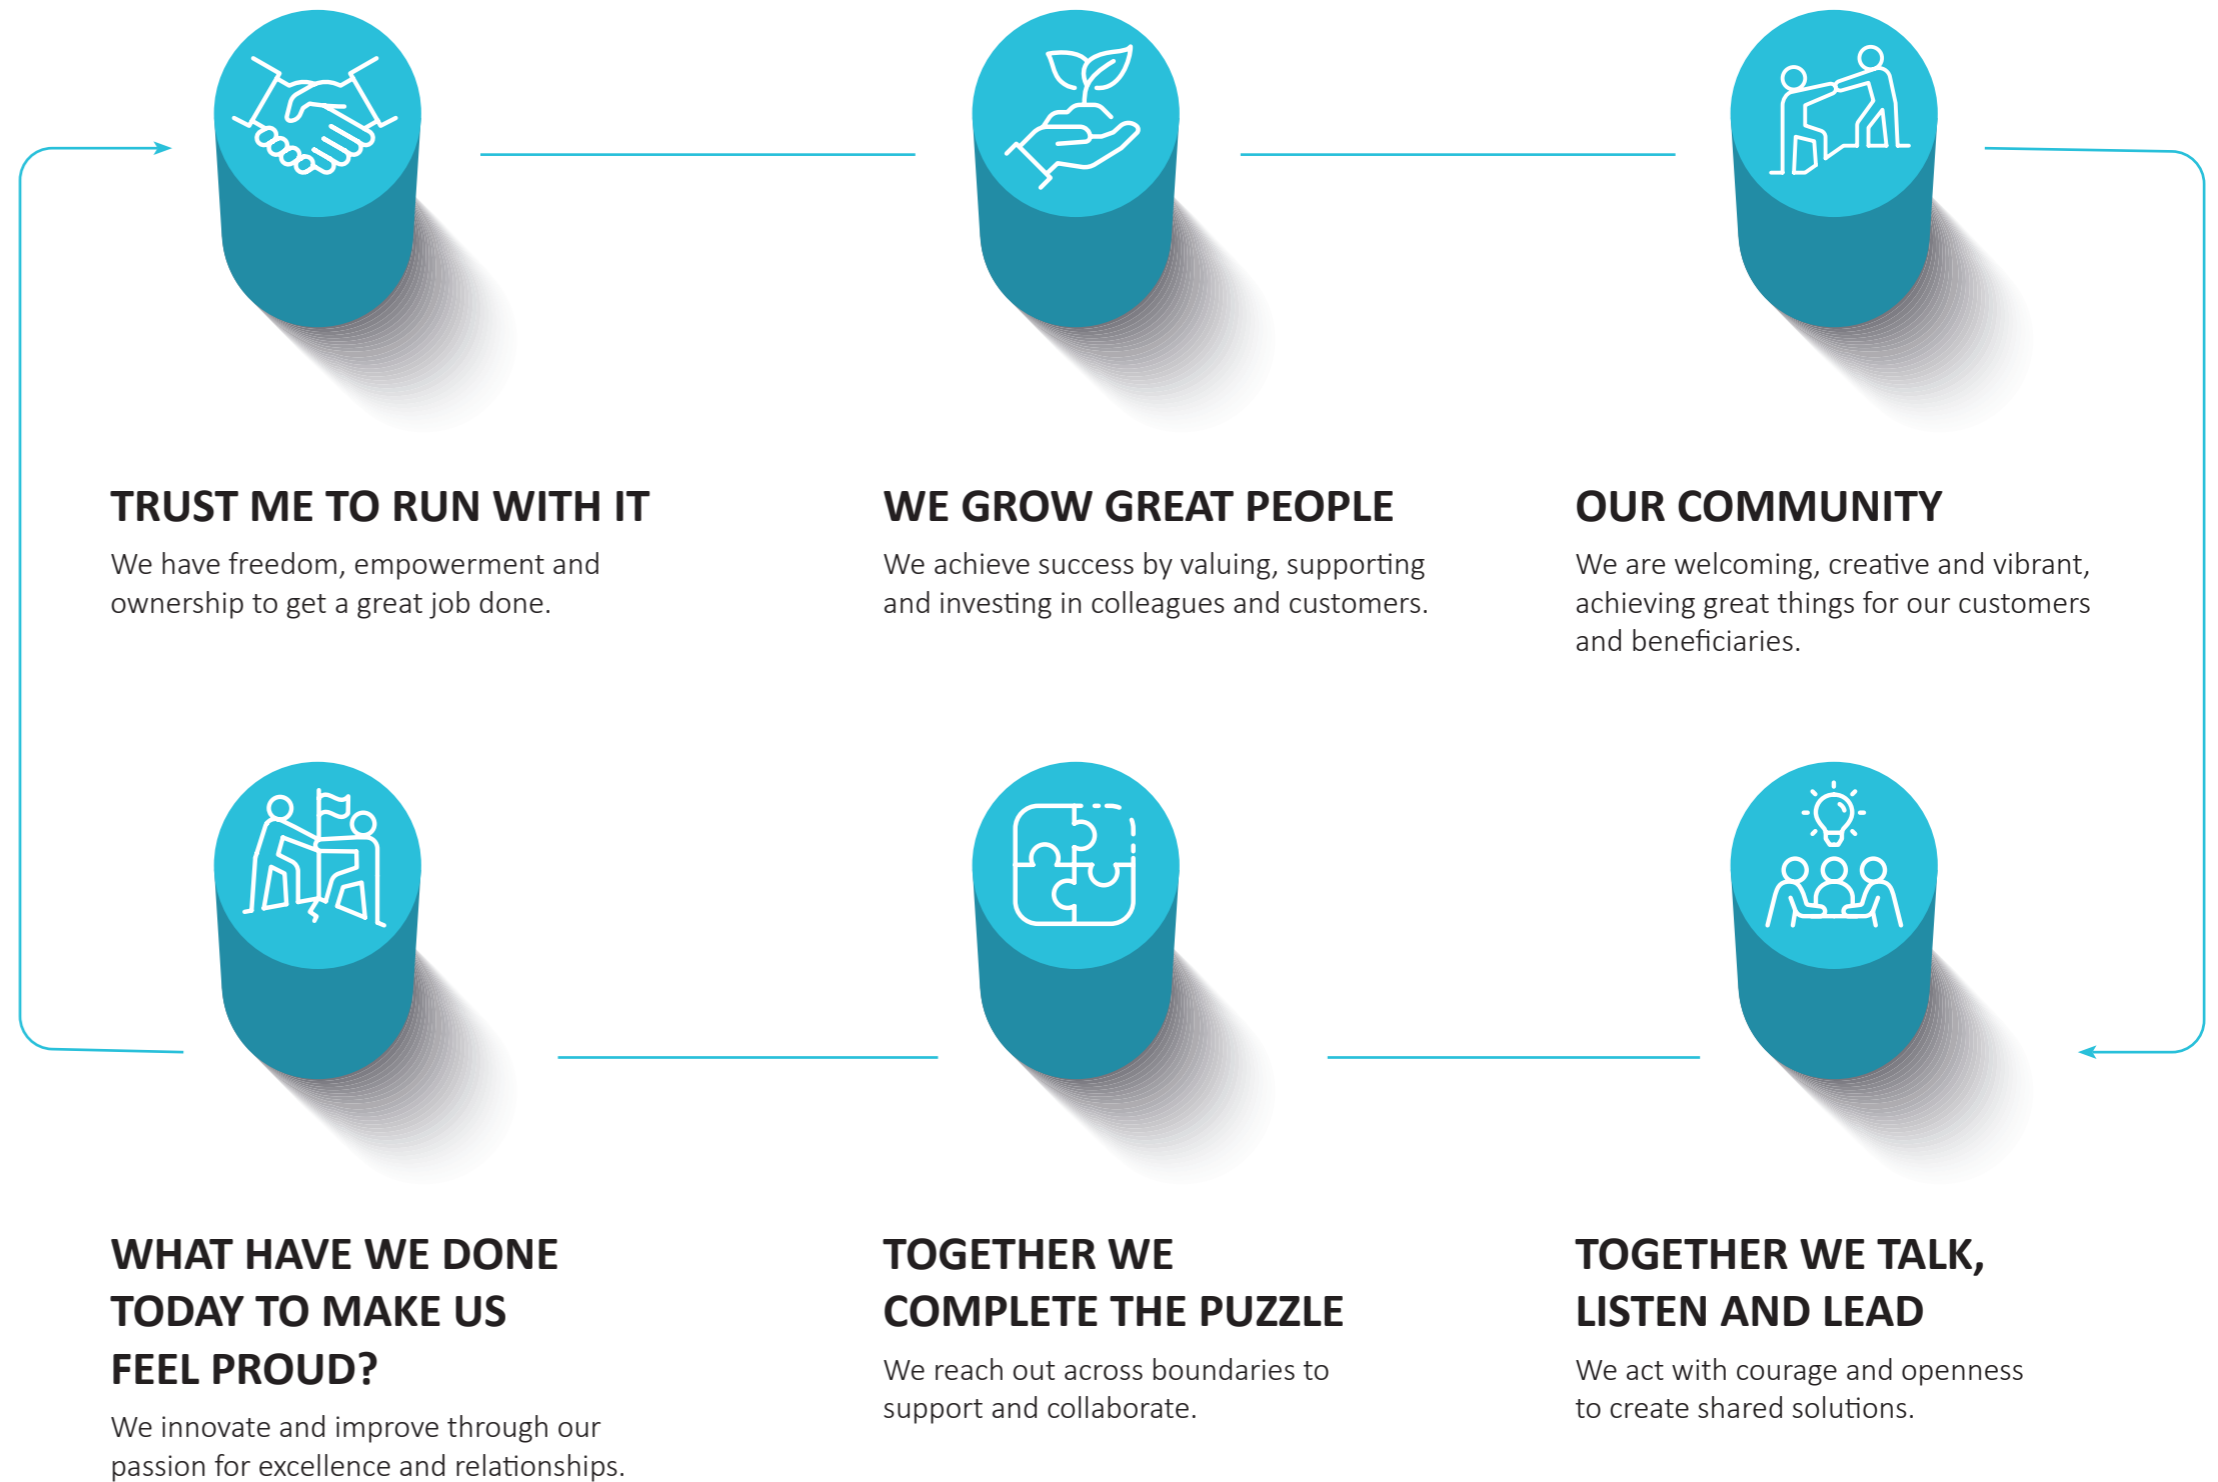 TRUST ME TO RUN WITH IT
We have freedom, empowerment and
ownership to get a great job done.
WE GROW GREAT PEOPLE
We achieve success by valuing, supporting
and investing in colleagues and customers.
OUR COMMUNITY
We are welcoming, creative and vibrant,
achieving great things for our customers
and beneficiaries.
WHAT HAVE WE DONE
TODAY TO MAKE US
FEEL PROUD?
We innovate and improve through our
passion for excellence and relationships.
TOGETHER WE
COMPLETE THE PUZZLE
We reach out across boundaries to
support and collaborate.
TOGETHER WE TALK,
LISTEN AND LEAD
We act with courage and openness
to create shared solutions.